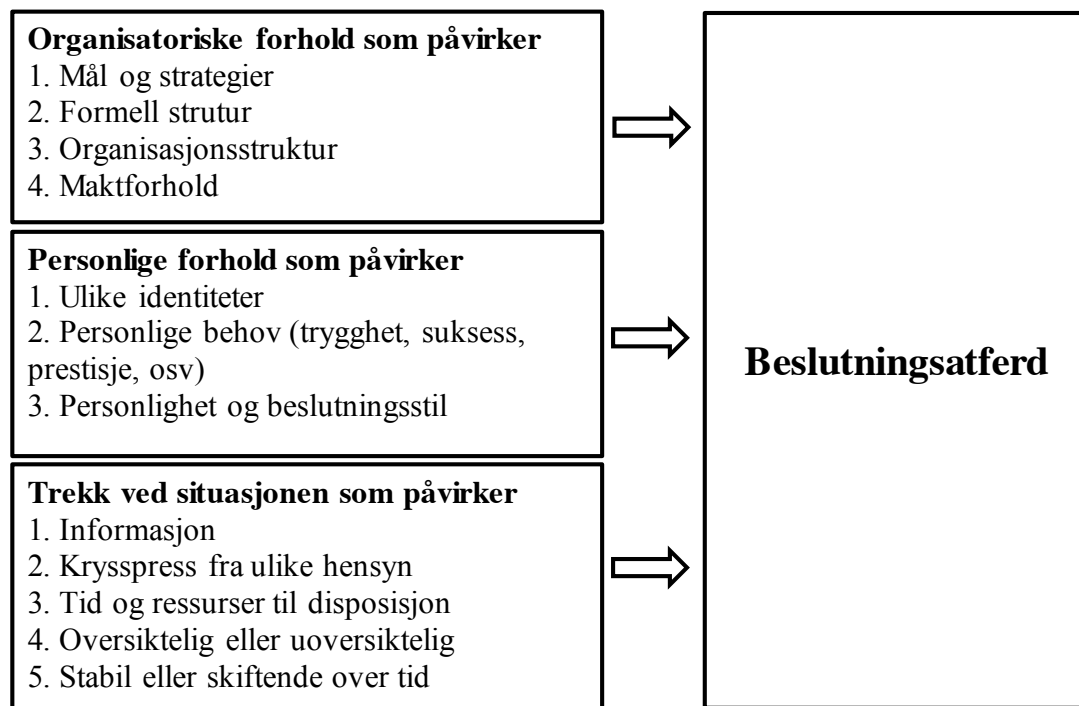 Organisatoriske forhold som påvirker
1. Mål og strategier
2. Formell strutur
3. Organisasjonsstruktur
4. Maktforhold
Personlige forhold som påvirker
1. Ulike identiteter
2. Personlige behov (trygghet, suksess,
prestisje, osv)
3. Personlighet og beslutningsstil
Trekk ved situasjonen som påvirker
1. Informasjon
2. Krysspress fra ulike hensyn
3. Tid og ressurser til disposisjon
4. Oversiktelig eller uoversiktelig
5. Stabil eller skiftende over tid
Beslutningsatferd